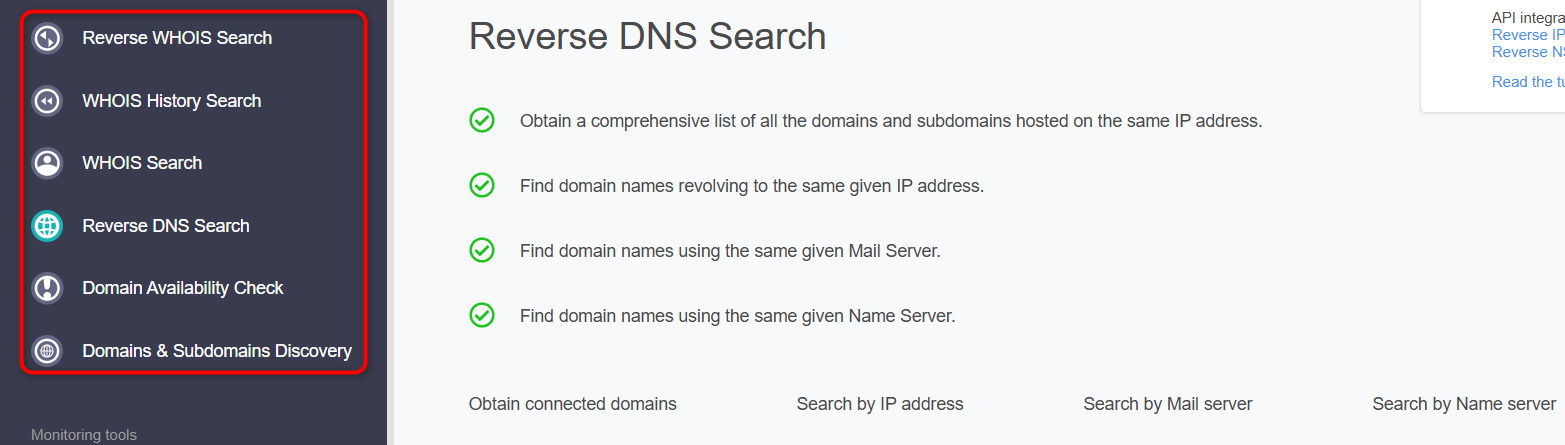 Reverse WHOIS Search
WHOIS History Search
WHOIS Search
Reverse DNS Search
Domain Availability Check
Domains & Subdomains Discovery
Monitoring tools
Reverse DNS Search
Obtain a comprehensive list of all the domains and subdomains hosted on the same IP address.
Find domain names revolving to the same given IP address.
Find domain names using the same given Mail Server.
Find domain names using the same given Name Server.
Obtain connected domains
Search by IP address
Search by Mail server
Search by Name server
API
Reverse IP
Reverse
Read the